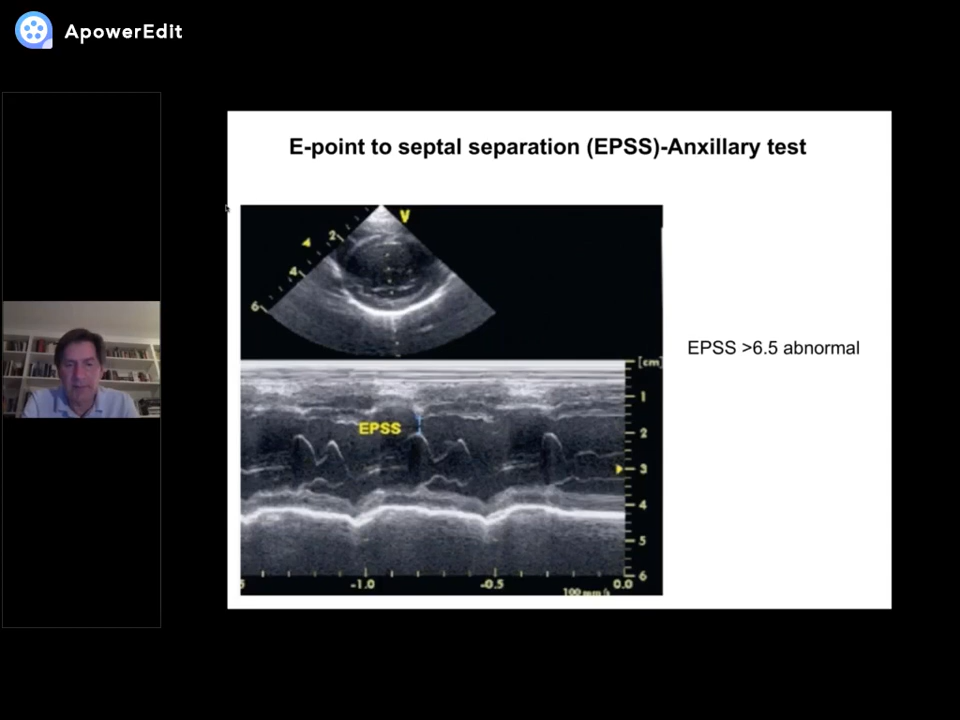 ApowerEdit
E-point to septal separation (EPSS)-Anxillary test
V
2
4
6
EPSS >6.5 abnormal
[cm]
1
EPSS
2
3
4
5
6
-1.0
-0.5
0.0
100 mm/s